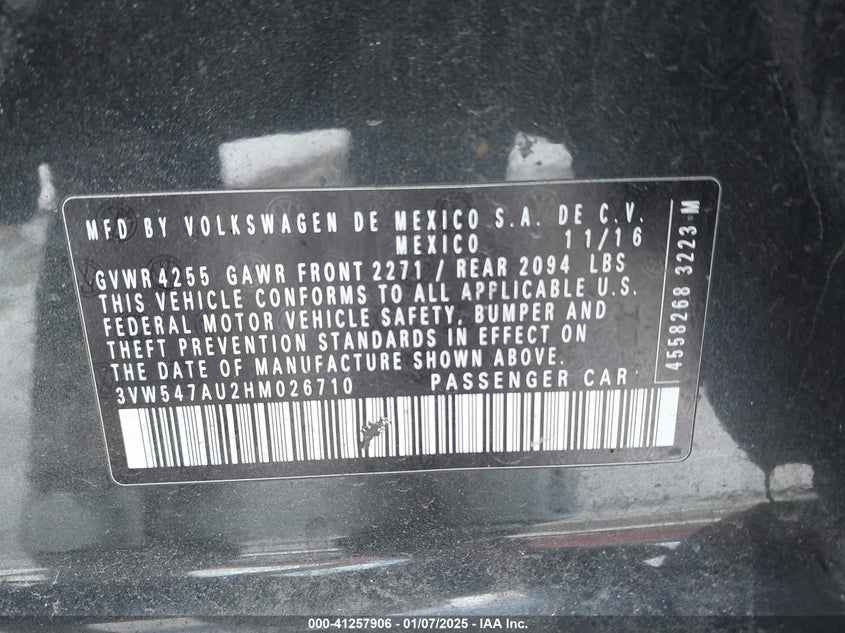 MFD BY VOLKSWAGEN DE MEXICO S.A. DE C.V.
MEXICO 11/16
GVWR 4255 GAWR FRONT 2271 / REAR 2094 LBS
THIS VEHICLE CONFORMS TO ALL APPLICABLE U.S.
FEDERAL MOTOR VEHICLE SAFETY, BUMPER AND
THEFT PREVENTION STANDARDS IN EFFECT ON
THE DATE OF MANUFACTURE SHOWN ABOVE.
3VW547AU2HM026710 PASSENGER CAR
4558268 3223 M
000-41257906 - 01/07/2025 - IAA Inc.